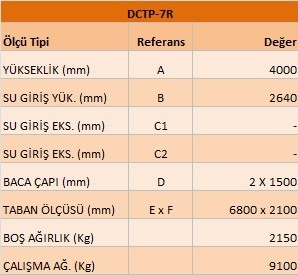 DCTP-7R
Ölçü Tipi Referans Değer
YÜKSEKLİK (mm) A 4000
SU GİRİŞ YÜK. (mm) B 2640
SU GİRİŞ EKS. (mm) C1 -
SU GİRİŞ EKS. (mm) C2 -
BACA ÇAPI (mm) D 2 X 1500
TABAN ÖLÇÜSÜ (mm) E x F 6800 x 2100
BOŞ AĞIRLIK (Kg) 2150
ÇALIŞMA AĞ. (Kg) 9100